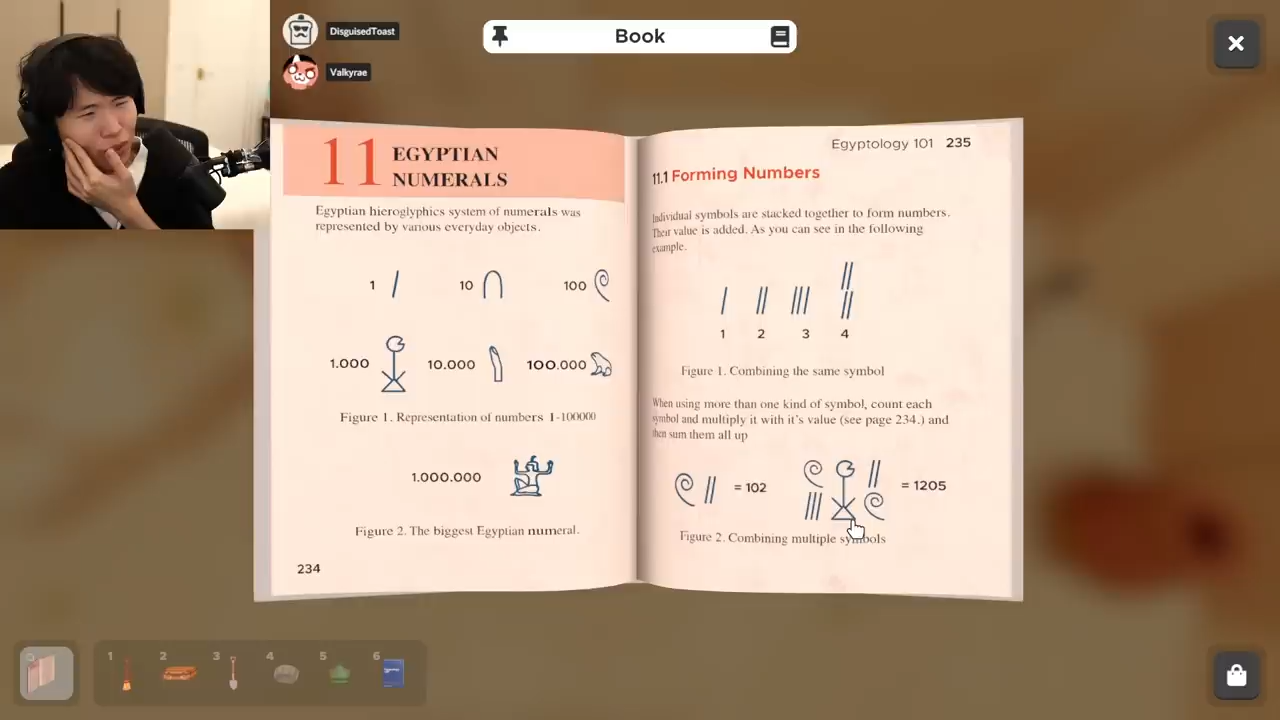 DisguisedToast
Valkyrae
Book
11 EGYPTIAN
NUMERALS
Egyptian hieroglyphics system of numerals was
represented by various everyday objects.
1 10 100
1.000 10.000 100.000
Figure 1. Representation of numbers 1-100000
1.000.000
Figure 2. The biggest Egyptian numeral.
234
Egyptology 101 235
11.1 Forming Numbers
Individual symbols are stacked together to form numbers.
Their value is added. As you can see in the following
example.
1 2 3 4
Figure 1. Combining the same symbol
When using more than one kind of symbol, count each
symbol and multiply it with it's value (see page 234.) and
then sum them all up
= 102 = 1205
Figure 2. Combining multiple symbols
1 2 3 4 5 6